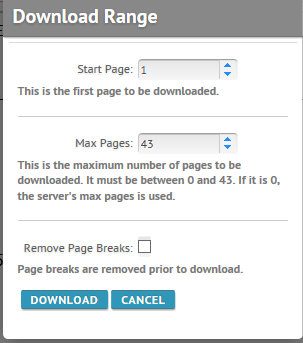 Download Range
Start Page: 1
This is the first page to be downloaded.
Max Pages: 43
This is the maximum number of pages to be
downloaded. It must be between 0 and 43. If it is 0,
the server's max pages is used.
Remove Page Breaks:
Page breaks are removed prior to download.
DOWNLOAD CANCEL